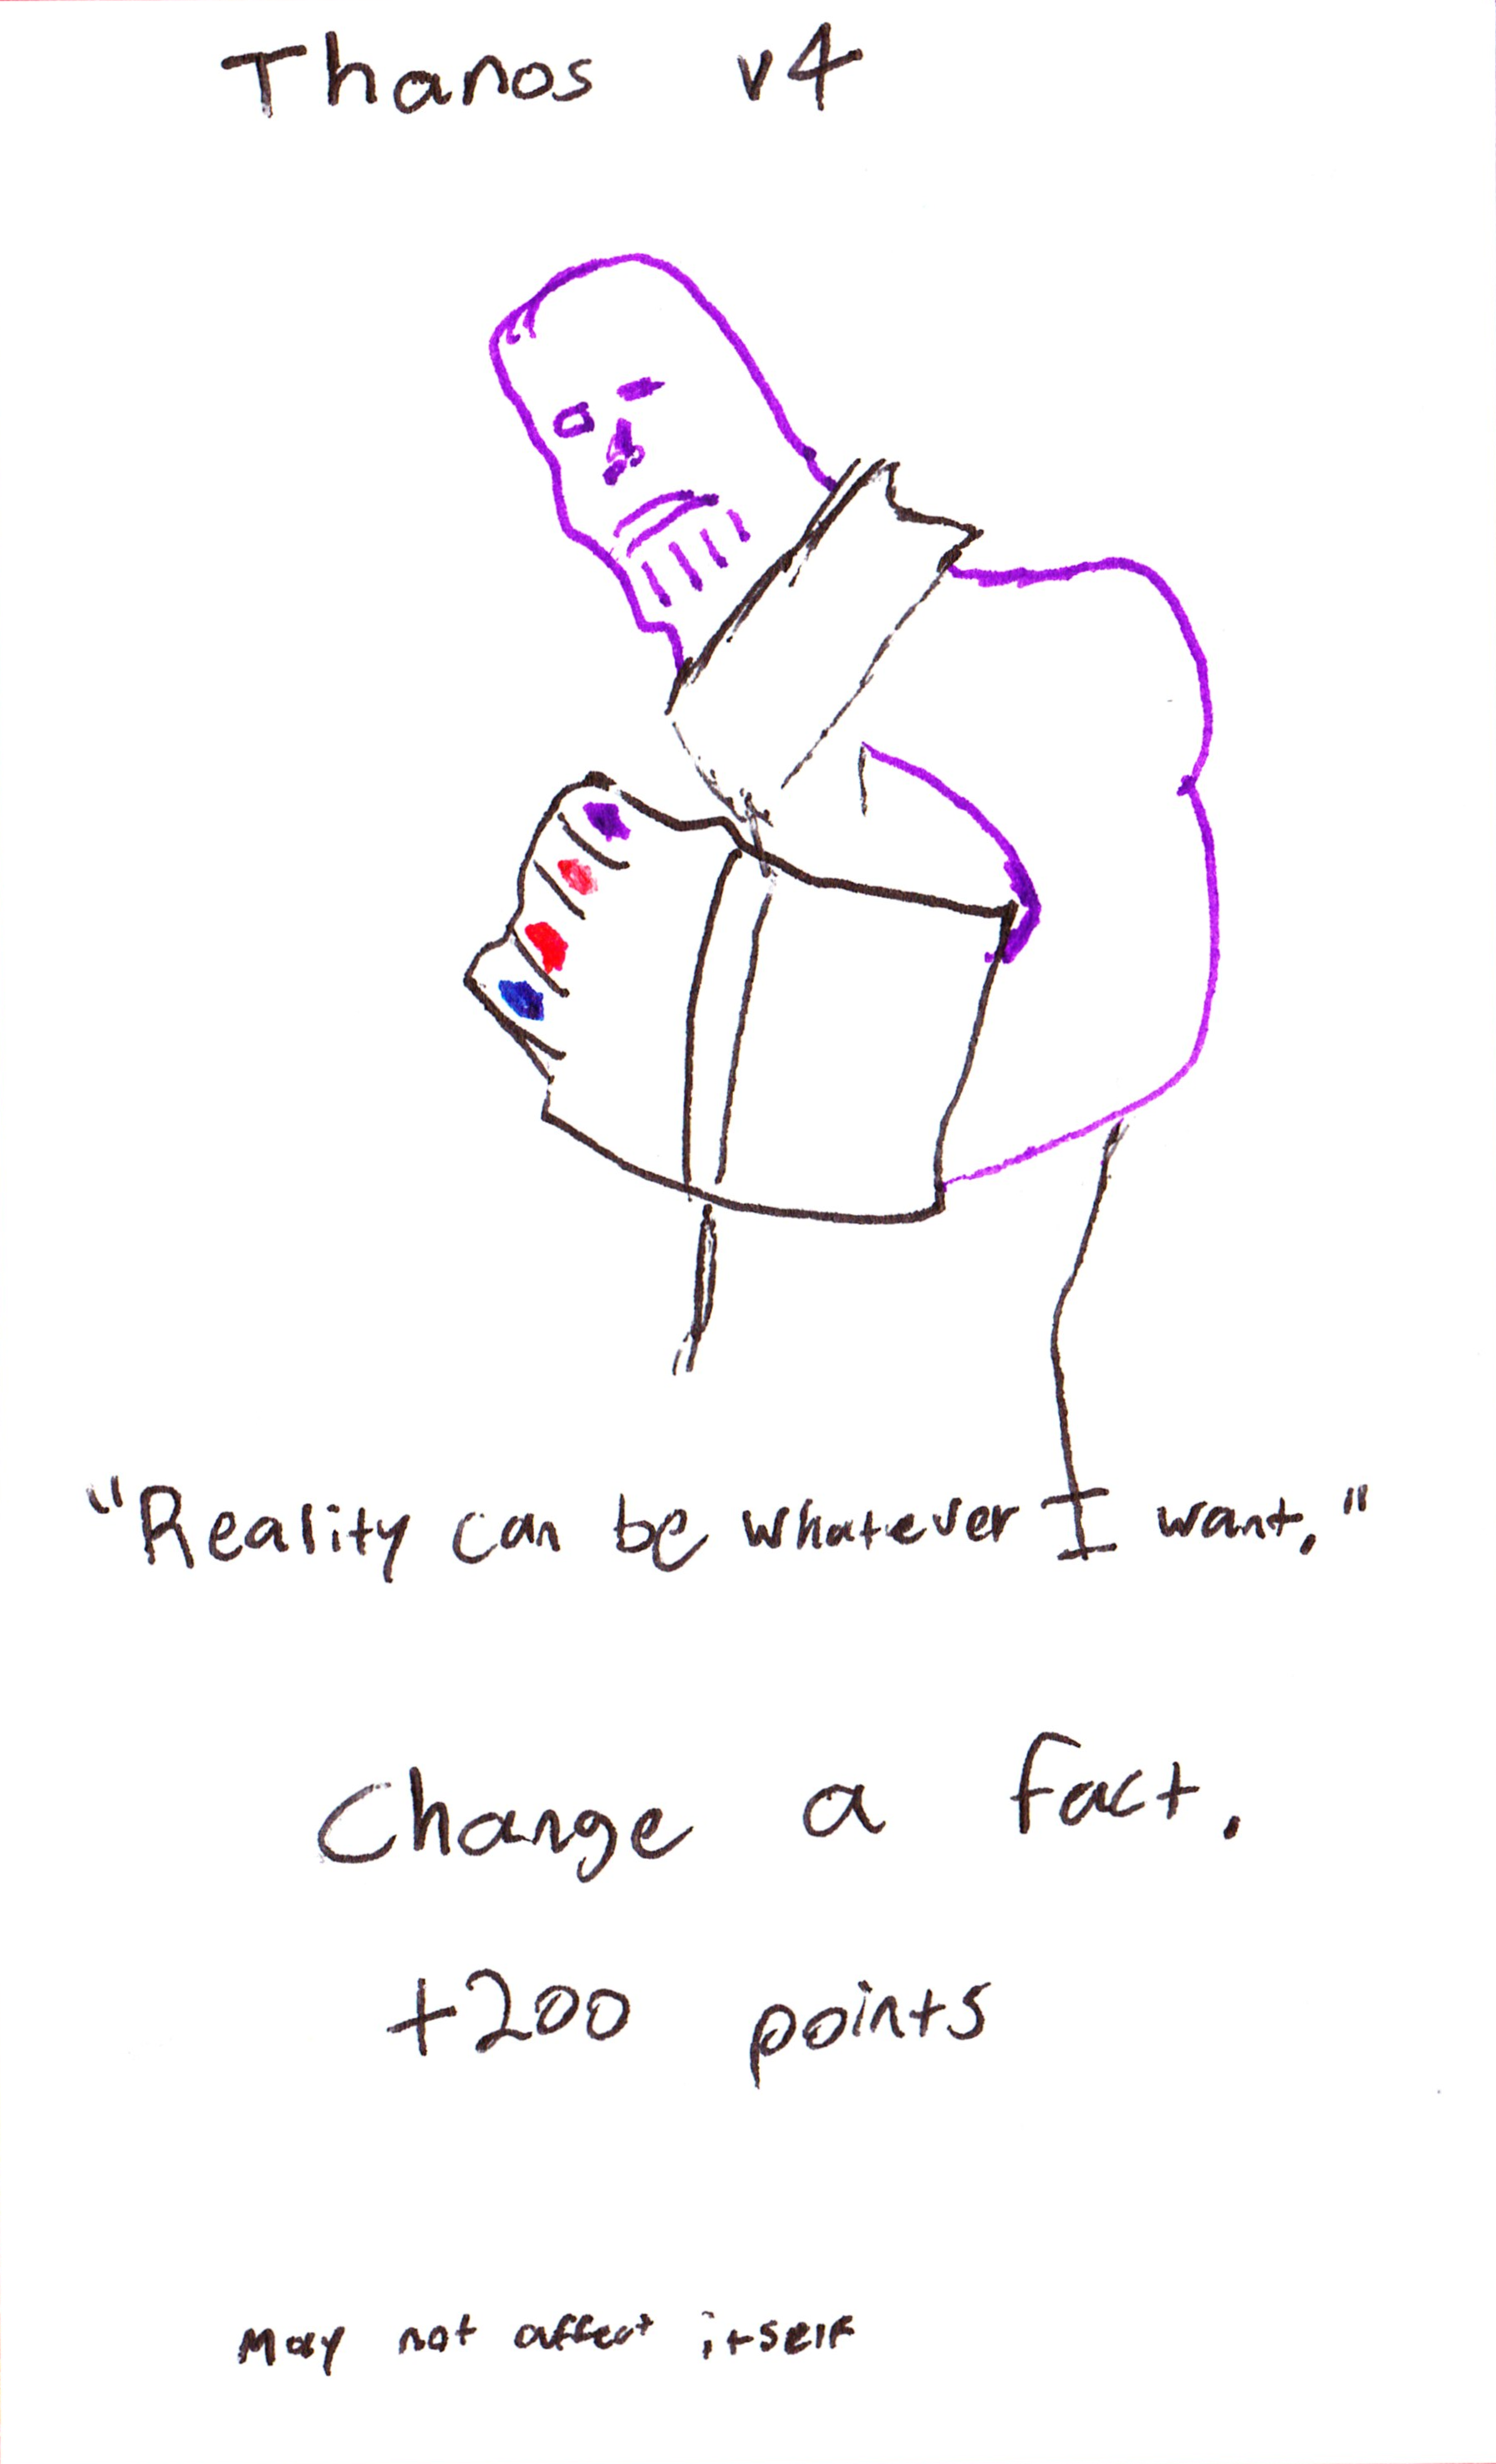 Thanos v4
"Reality can be whatever I want."
Change a fact.
+200 points
May not affect itself